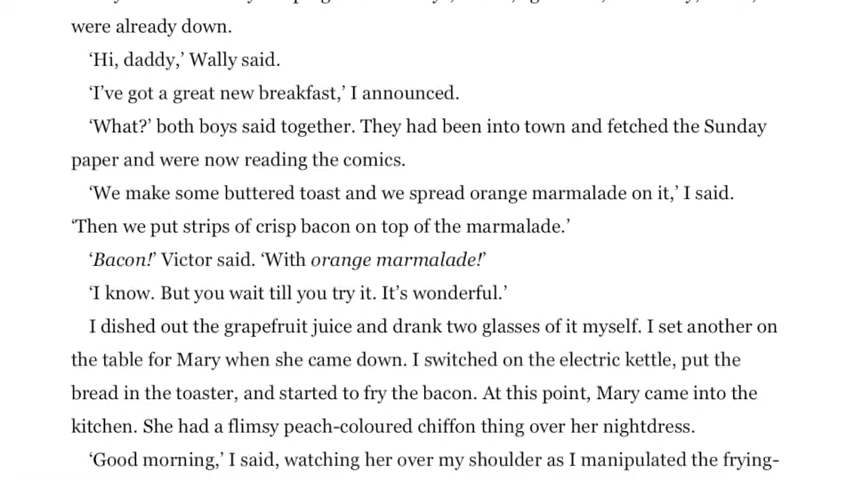 were already down.
‘Hi, daddy,’ Wally said.
‘I’ve got a great new breakfast,’ I announced.
‘What?’ both boys said together. They had been into town and fetched the Sunday
paper and were now reading the comics.
‘We make some buttered toast and we spread orange marmalade on it,’ I said.
‘Then we put strips of crisp bacon on top of the marmalade.’
‘Bacon!’ Victor said. ‘With orange marmalade!’
‘I know. But you wait till you try it. It’s wonderful.’
I dished out the grapefruit juice and drank two glasses of it myself. I set another on
the table for Mary when she came down. I switched on the electric kettle, put the
bread in the toaster, and started to fry the bacon. At this point, Mary came into the
kitchen. She had a flimsy peach-coloured chiffon thing over her nightdress.
‘Good morning,’ I said, watching her over my shoulder as I manipulated the frying-